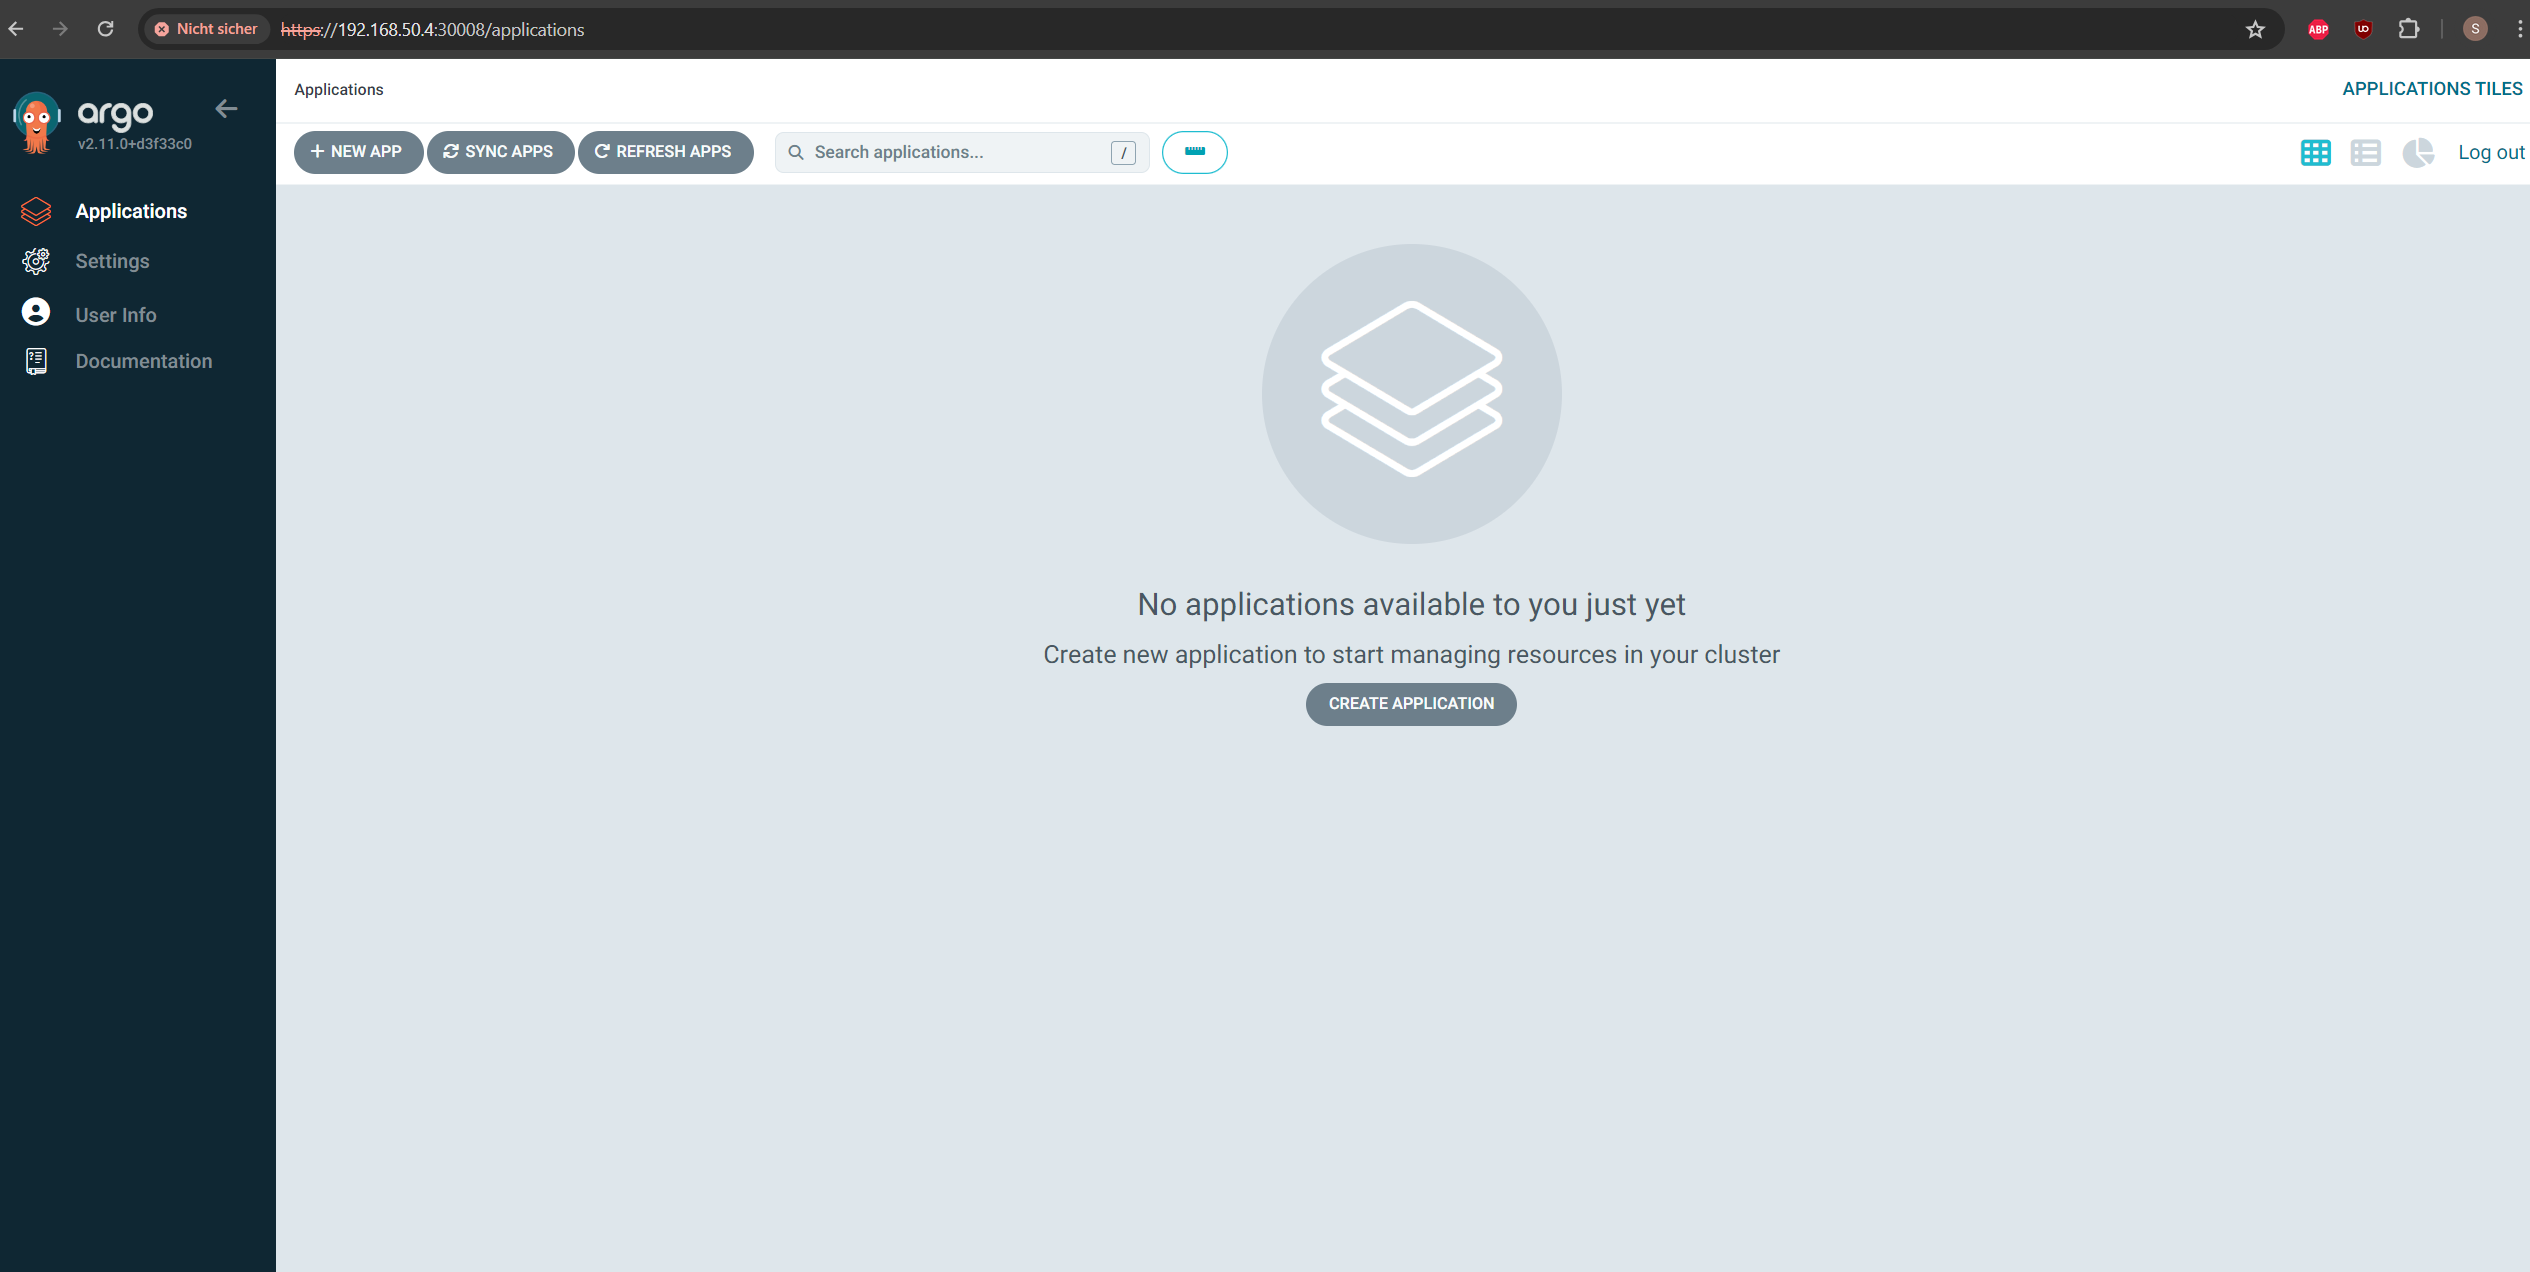 Nicht sicher https://192.168.50.4:30008/applications ABP S
argo
v2.11.0+d3f33c0
Applications
Settings
User Info
Documentation
Applications APPLICATIONS TILES
+ NEW APP SYNC APPS REFRESH APPS Search applications... / Log out
No applications available to you just yet
Create new application to start managing resources in your cluster
CREATE APPLICATION